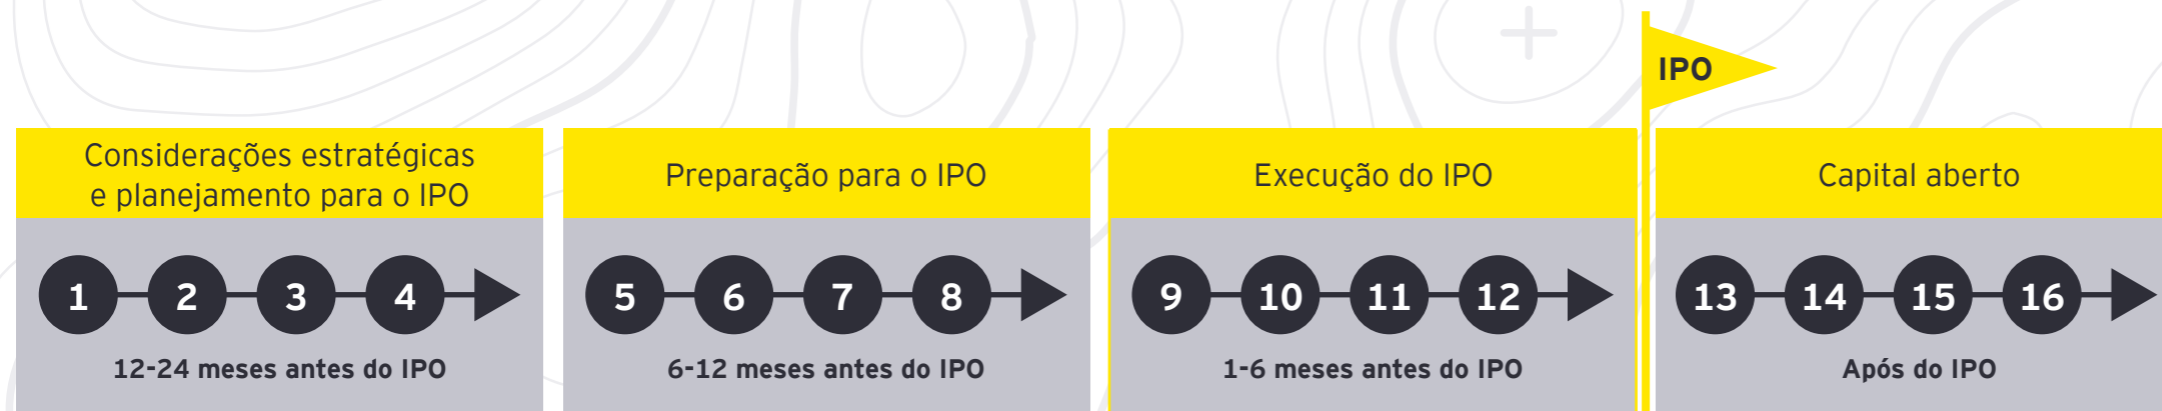 IPO
Considerações estratégicas
e planejamento para o IPO
1 2 3 4
12-24 meses antes do IPO
Preparação para o IPO
5 6 7 8
6-12 meses antes do IPO
Execução do IPO
9 10 11 12
1-6 meses antes do IPO
Capital aberto
13 14 15 16
Após do IPO